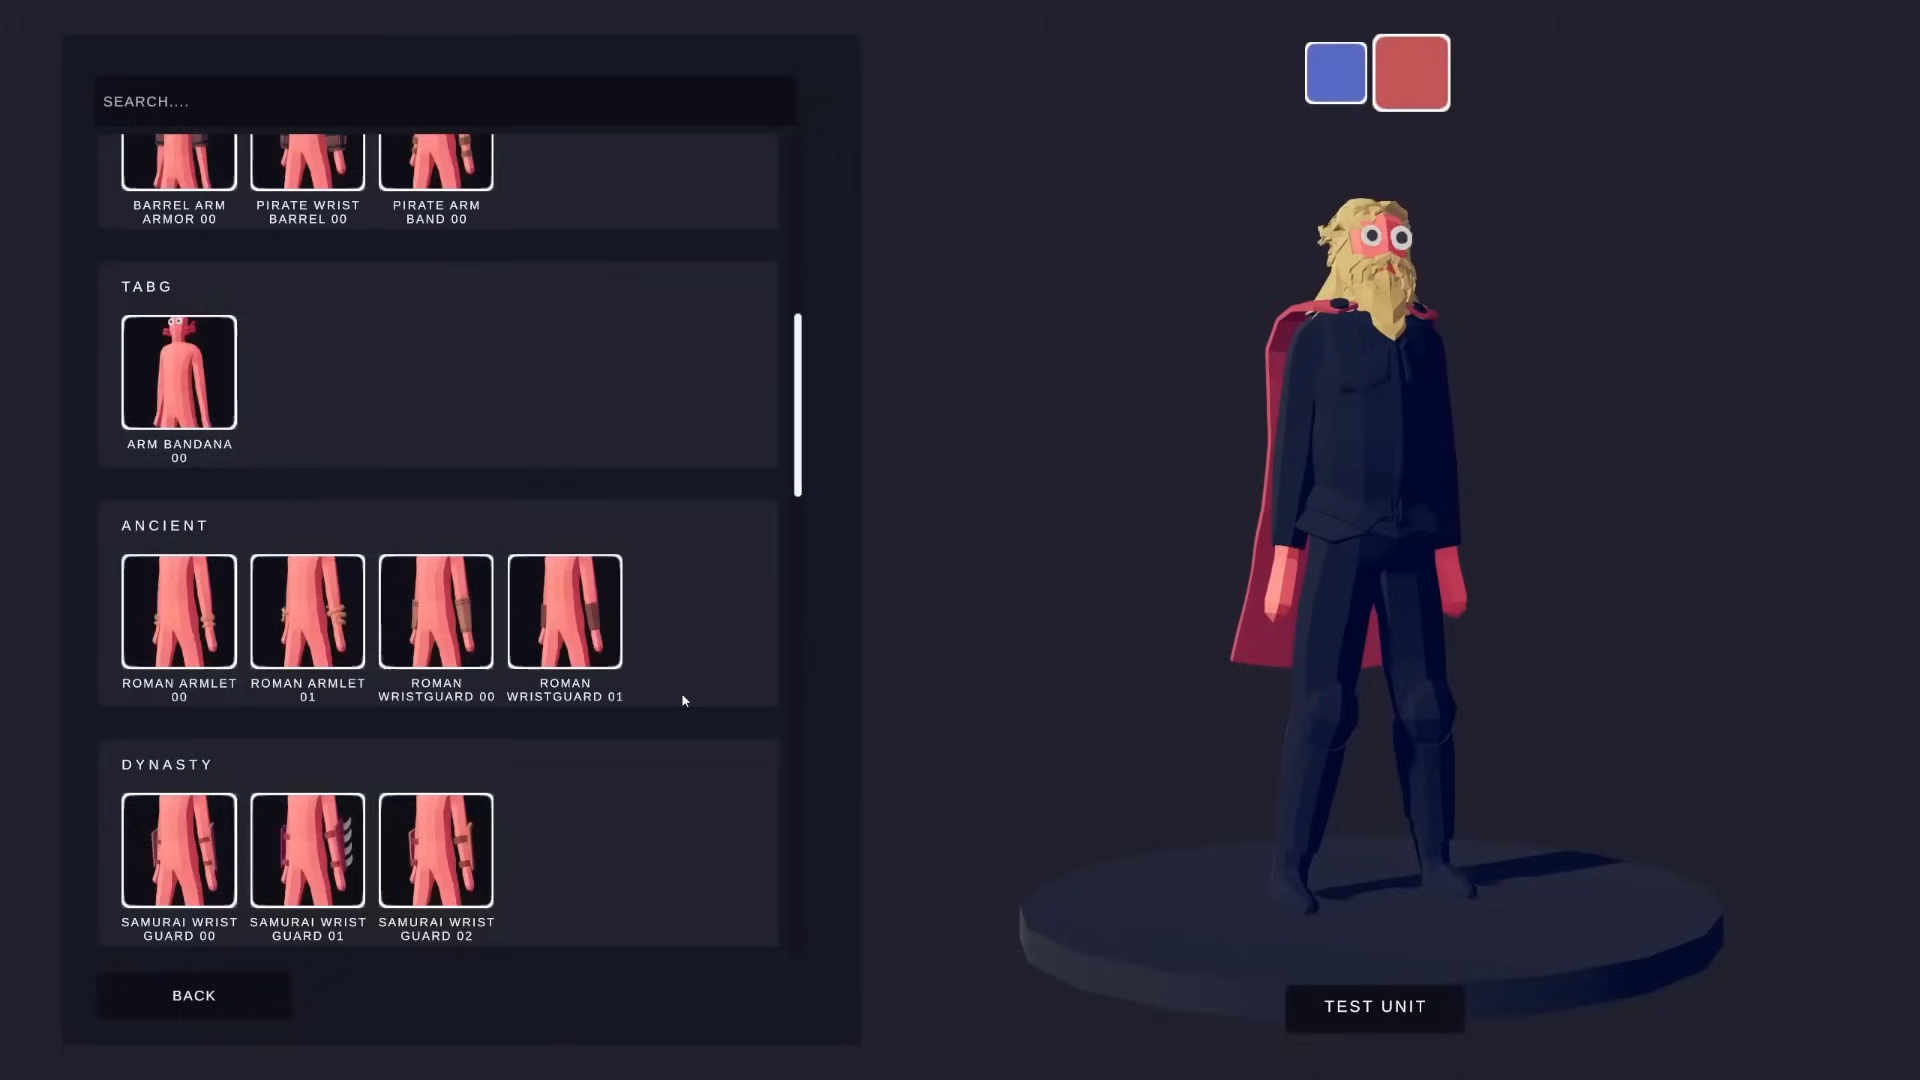 SEARCH....
BARREL ARM
ARMOR 00
PIRATE WRIST
BARREL 00
PIRATE ARM
BAND 00
TABG
ARM BANDANA
00
ANCIENT
ROMAN ARMLET
00
ROMAN ARMLET
01
ROMAN
WRISTGUARD 00
ROMAN
WRISTGUARD 01
DYNASTY
SAMURAI WRIST
GUARD 00
SAMURAI WRIST
GUARD 01
SAMURAI WRIST
GUARD 02
BACK
TEST UNIT